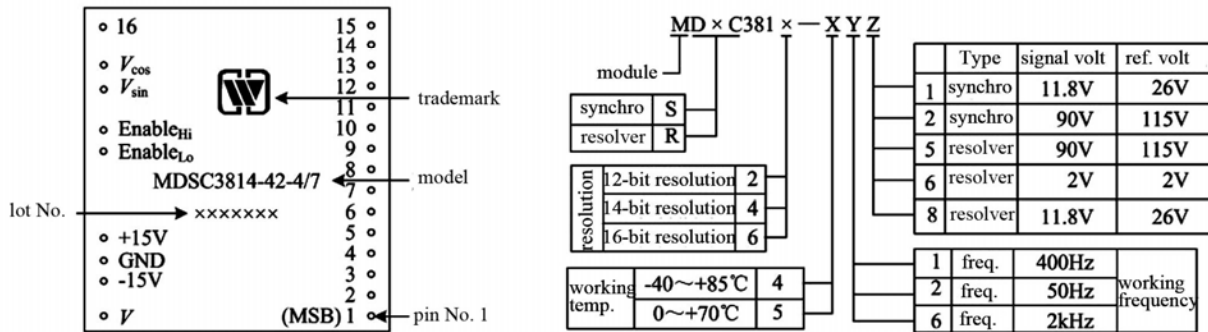 16
V_cos
V_sin
Enable_Hi
Enable_Lo
MDSC3814-42-4/7
×××××××
+15V
GND
-15V
V
15
14
13
12
11
10
9
8
7
6
5
4
3
2
(MSB) 1
trademark
model
lot No.
pin No. 1
MD×C381×—XYZ
module
synchro S
resolver R
resolution
12-bit resolution 2
14-bit resolution 4
16-bit resolution 6
working temp.
-40～+85℃ 4
0～+70℃ 5
Type signal volt ref. volt
1 synchro 11.8V 26V
2 synchro 90V 115V
5 resolver 90V 115V
6 resolver 2V 2V
8 resolver 11.8V 26V
1 freq. 400Hz
2 freq. 50Hz
6 freq. 2kHz
working
frequency